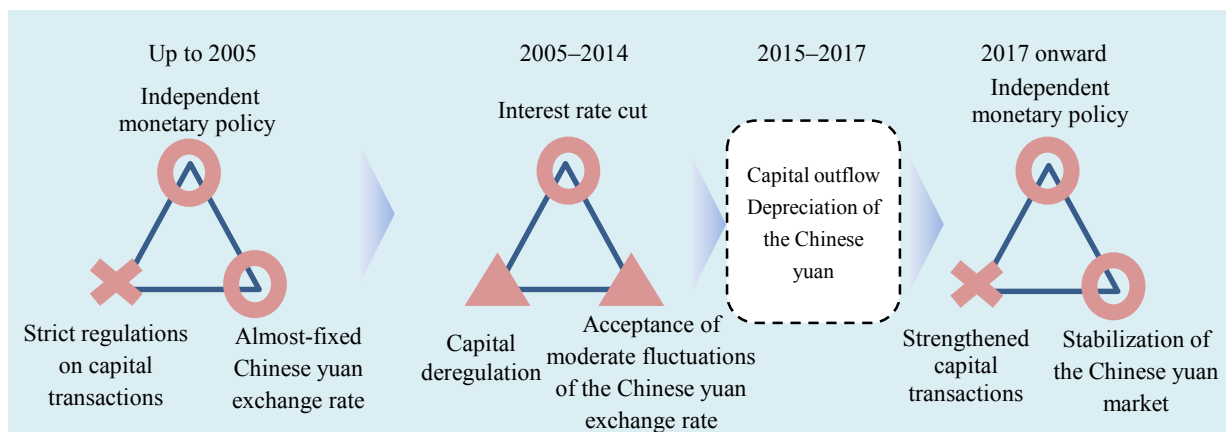 Up to 2005
Independent
monetary policy
Strict regulations
on capital
transactions
Almost-fixed
Chinese yuan
exchange rate
2005–2014
Interest rate cut
Capital
deregulation
Acceptance of
moderate fluctuations
of the Chinese yuan
exchange rate
2015–2017
Capital outflow
Depreciation of
the Chinese
yuan
2017 onward
Independent
monetary policy
Strengthened
capital
transactions
Stabilization of
the Chinese yuan
market